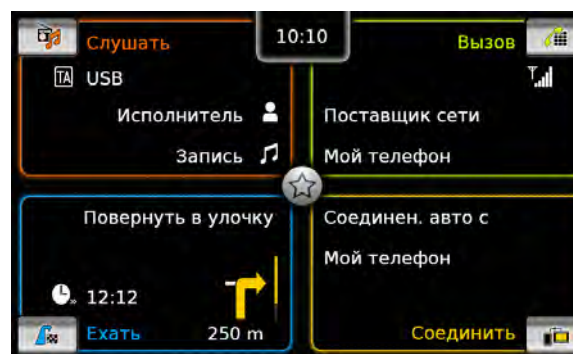 10:10
Слушать
TA USB
Исполнитель
Запись
Вызов
Поставщик сети
Мой телефон
Повернуть в улочку
12:12
Ехать 250 m
Соединен. авто с
Мой телефон
Соединить